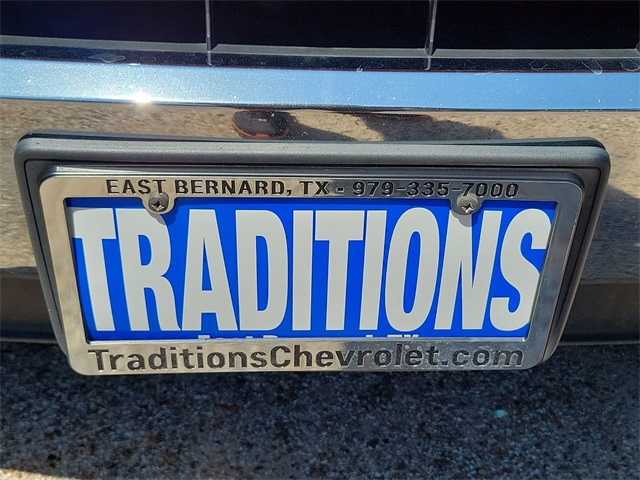 EAST BERNARD, TX - 979-335-7000
TRADITIONS
TraditionsChevrolet.com